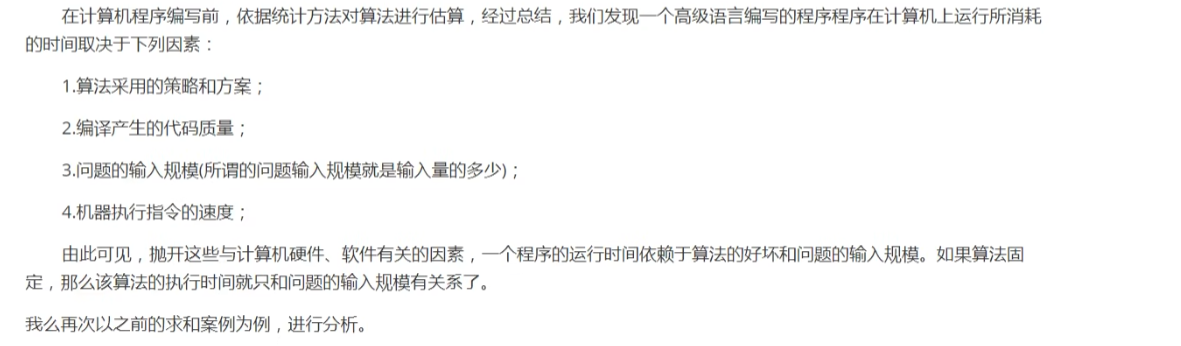 在计算机程序编写前，依据统计方法对算法进行估算，经过总结，我们发现一个高级语言编写的程序程序在计算机上运行所消耗
的时间取决于下列因素：
1.算法采用的策略和方案；
2.编译产生的代码质量；
3.问题的输入规模(所谓的问题输入规模就是输入量的多少)；
4.机器执行指令的速度；
由此可见，抛开这些与计算机硬件、软件有关的因素，一个程序的运行时间依赖于算法的好坏和问题的输入规模。如果算法固
定，那么该算法的执行时间就只和问题的输入规模有关系了。
我么再次以之前的求和案例为例，进行分析。